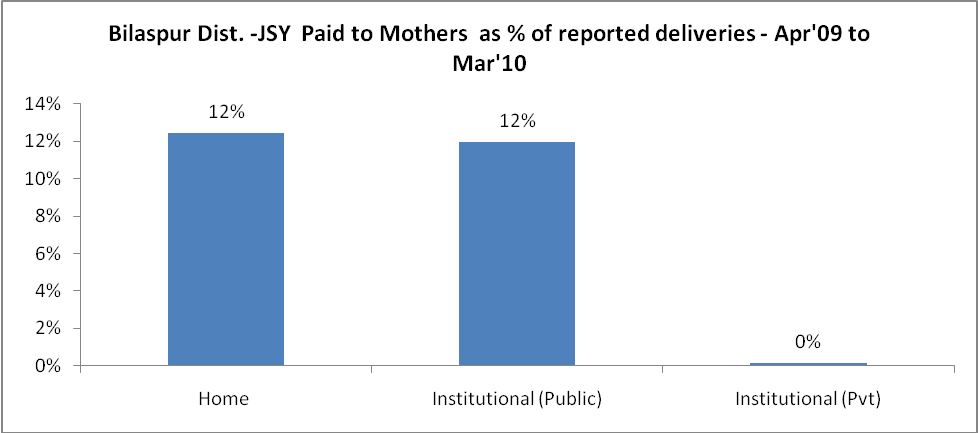 Bilaspur Dist. -JSY  Paid to Mothers  as % of reported deliveries - Apr'09 to
Mar'10
14%
12%
10%
8%
6%
4%
2%
0%
12%
12%
0%
Home
Institutional (Public)
Institutional (Pvt)